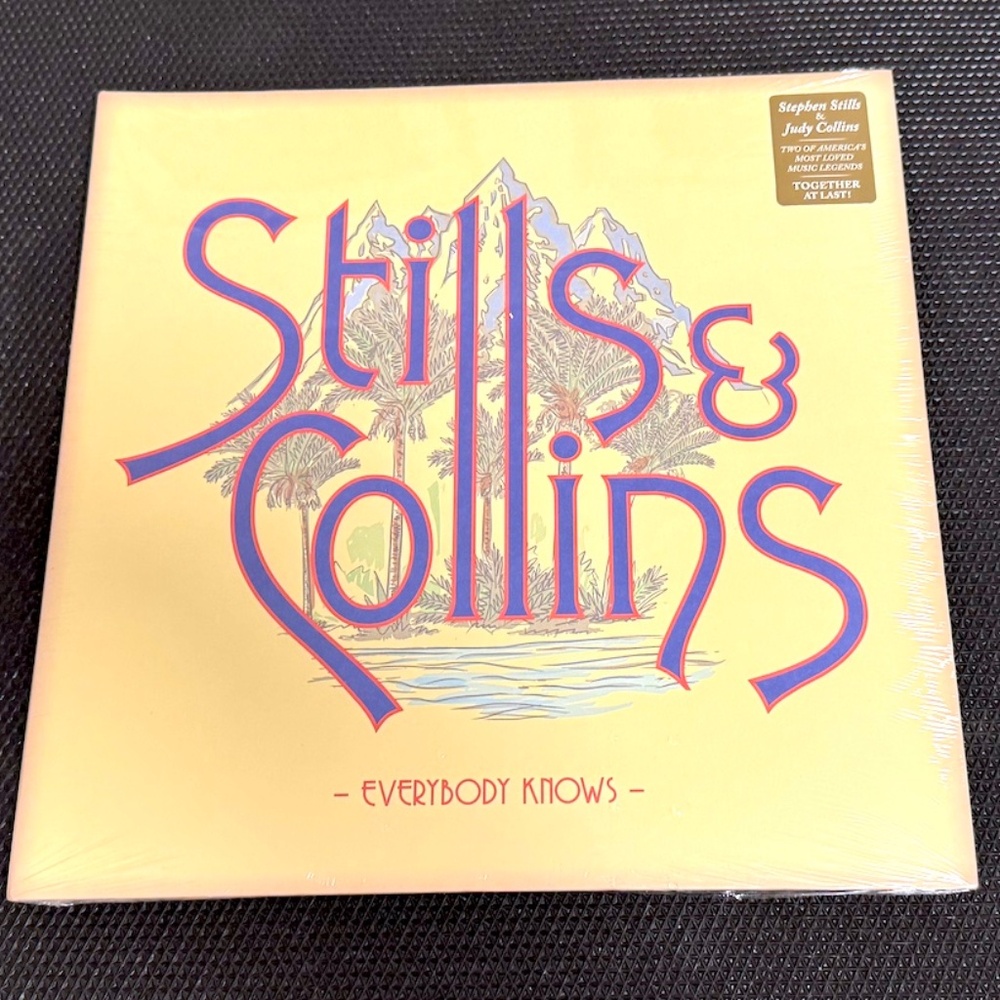 Stephen Stills
&
Judy Collins
TWO OF AMERICA'S
MOST LOVED
MUSIC LEGENDS
TOGETHER
AT LAST!
Stills &
Collins
– EVERYBODY KNOWS –